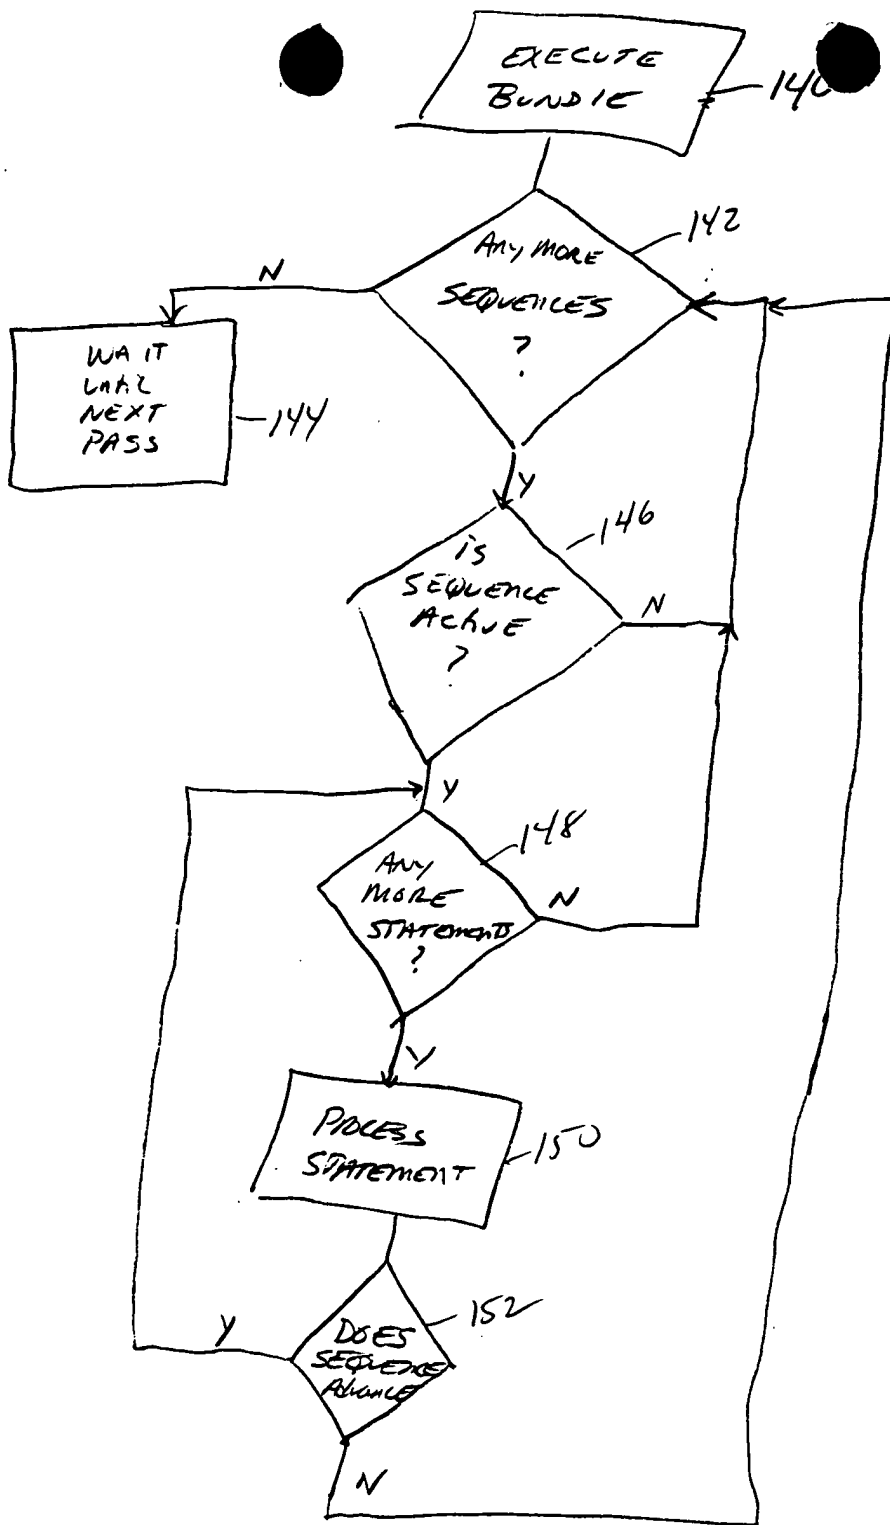 EXECUTE
BUNDLE
140
142
ANY MORE
SEQUENCES
?
N
WAIT
UNTIL
NEXT
PASS
144
Y
146
IS
SEQUENCE
ACTIVE
?
N
Y
148
ANY
MORE
STATEMENTS
?
N
Y
PROCESS
STATEMENT
150
152
DOES
SEQUENCE
ADVANCE
Y
N